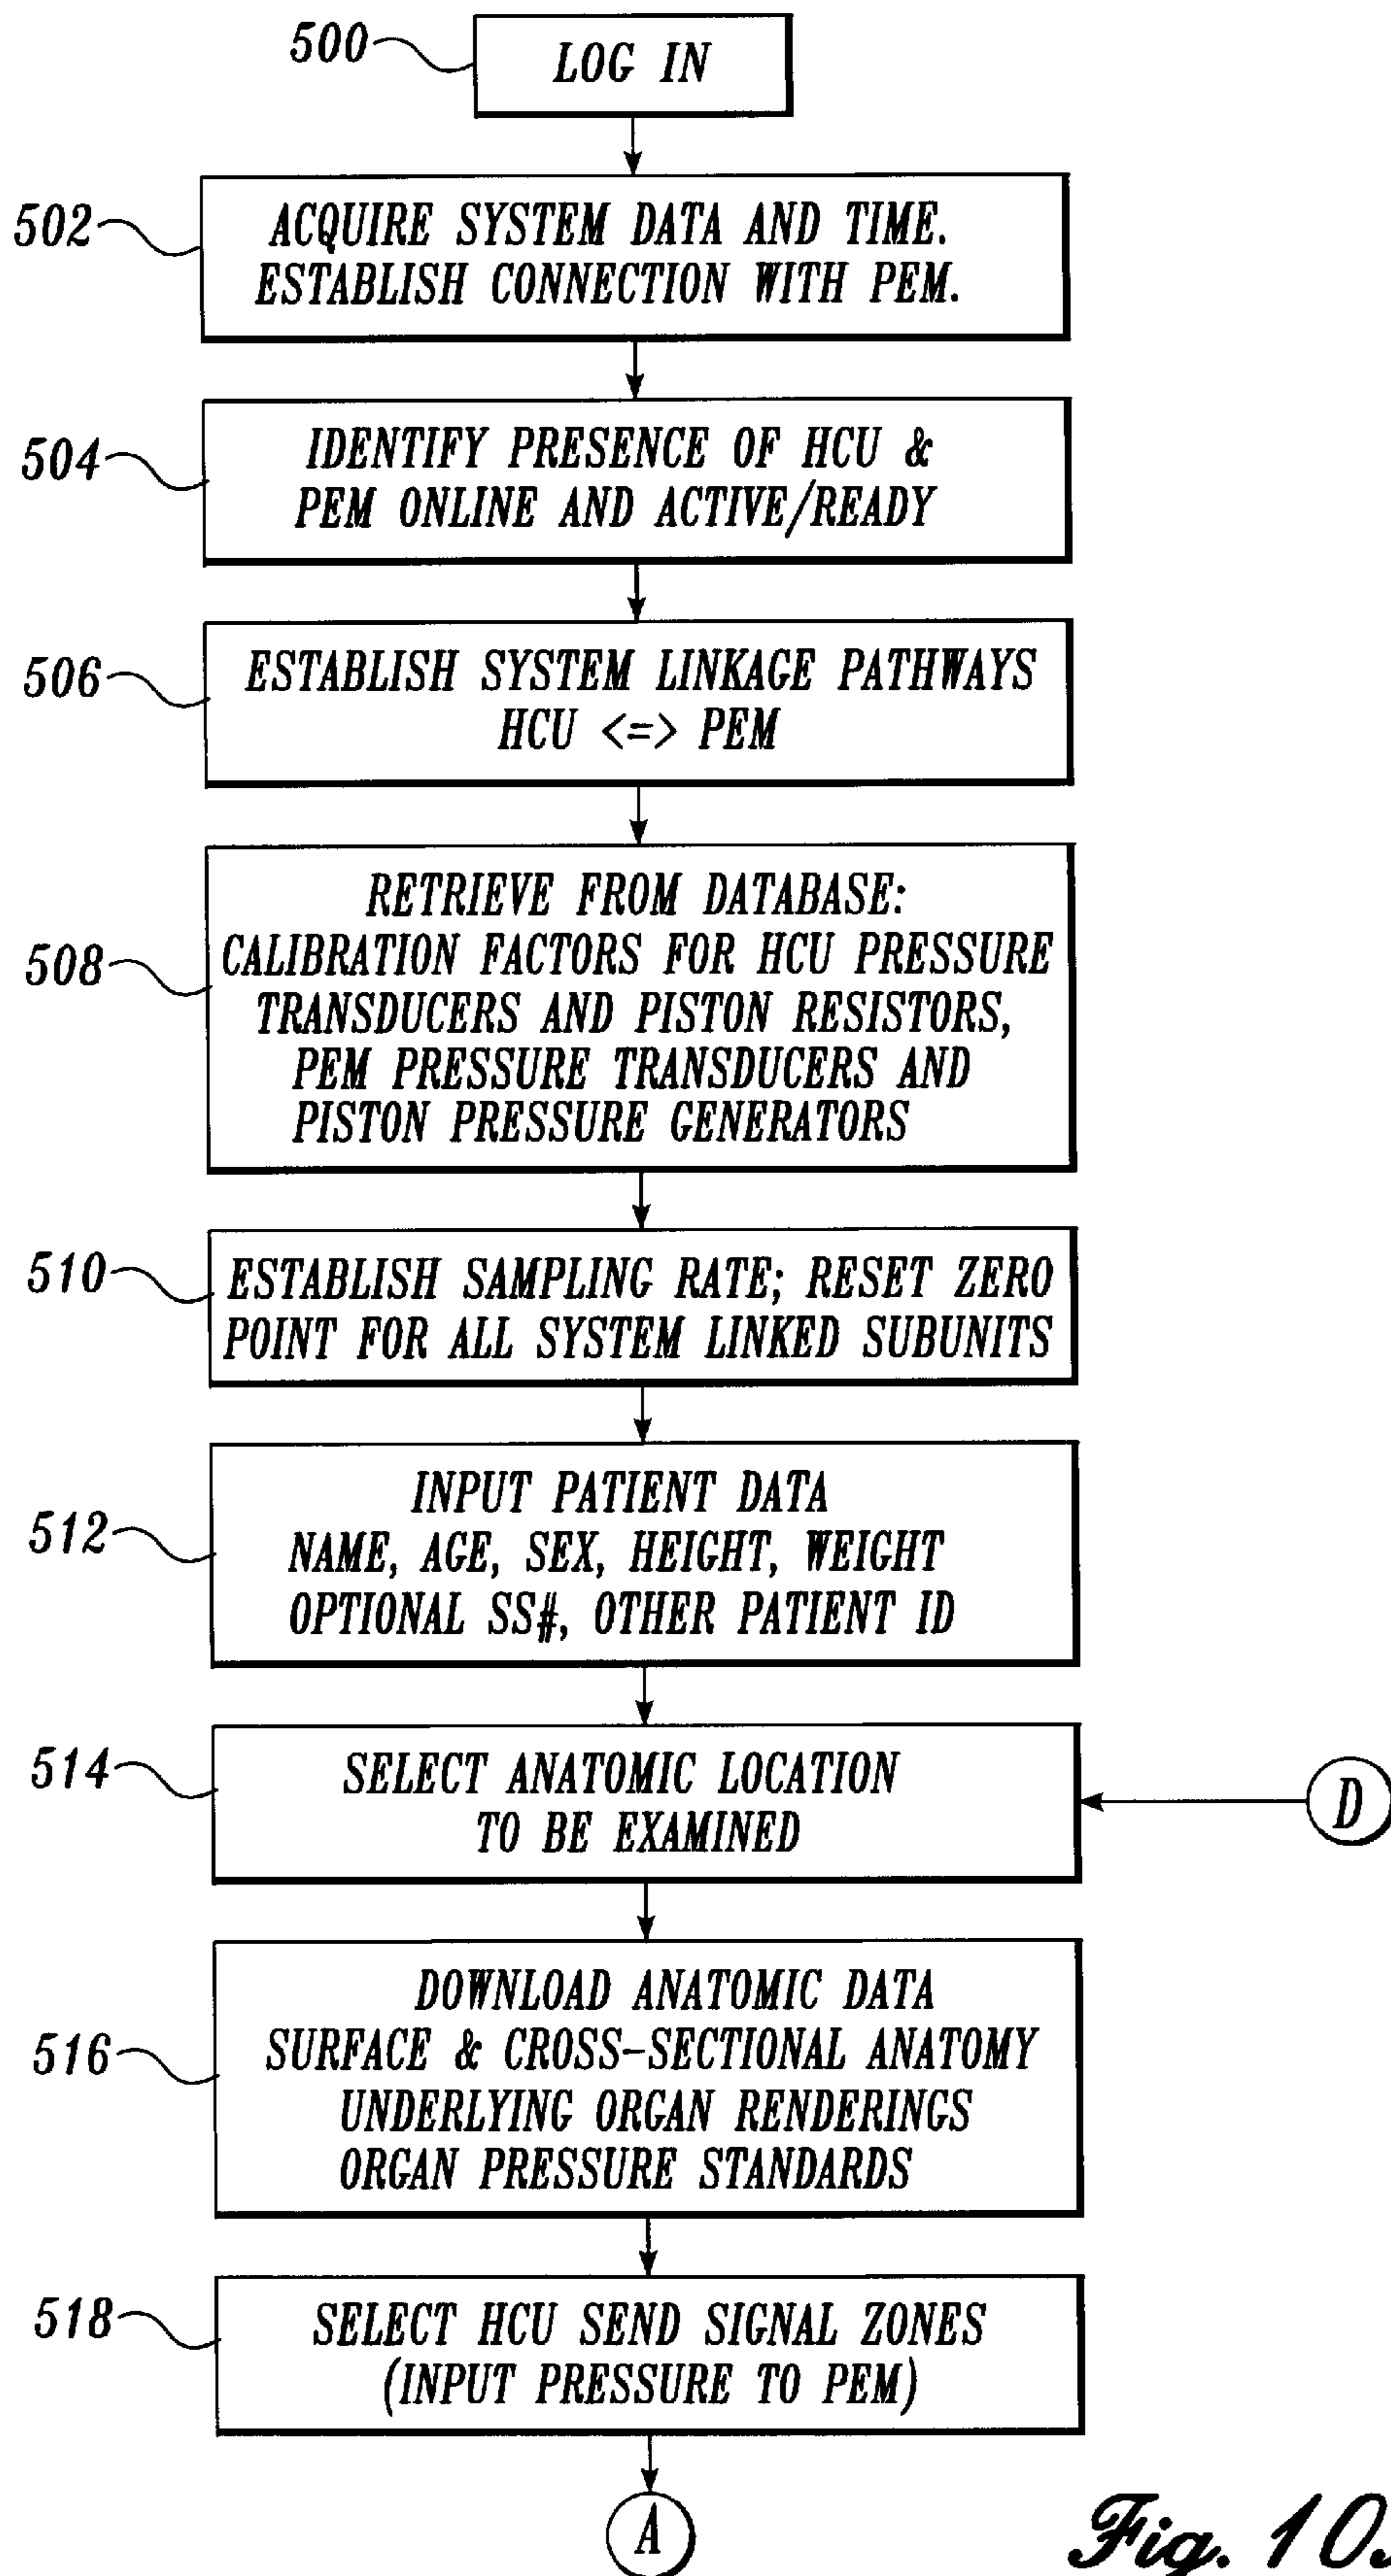 500
LOG IN
502
ACQUIRE SYSTEM DATA AND TIME.
ESTABLISH CONNECTION WITH PEM.
504
IDENTIFY PRESENCE OF HCU &
PEM ONLINE AND ACTIVE/READY
506
ESTABLISH SYSTEM LINKAGE PATHWAYS
HCU <=> PEM
508
RETRIEVE FROM DATABASE:
CALIBRATION FACTORS FOR HCU PRESSURE
TRANSDUCERS AND PISTON RESISTORS,
PEM PRESSURE TRANSDUCERS AND
PISTON PRESSURE GENERATORS
510
ESTABLISH SAMPLING RATE; RESET ZERO
POINT FOR ALL SYSTEM LINKED SUBUNITS
512
INPUT PATIENT DATA
NAME, AGE, SEX, HEIGHT, WEIGHT
OPTIONAL SS#, OTHER PATIENT ID
514
SELECT ANATOMIC LOCATION
TO BE EXAMINED
D
516
DOWNLOAD ANATOMIC DATA
SURFACE & CROSS-SECTIONAL ANATOMY
UNDERLYING ORGAN RENDERINGS
ORGAN PRESSURE STANDARDS
518
SELECT HCU SEND SIGNAL ZONES
(INPUT PRESSURE TO PEM)
A
Fig. 10